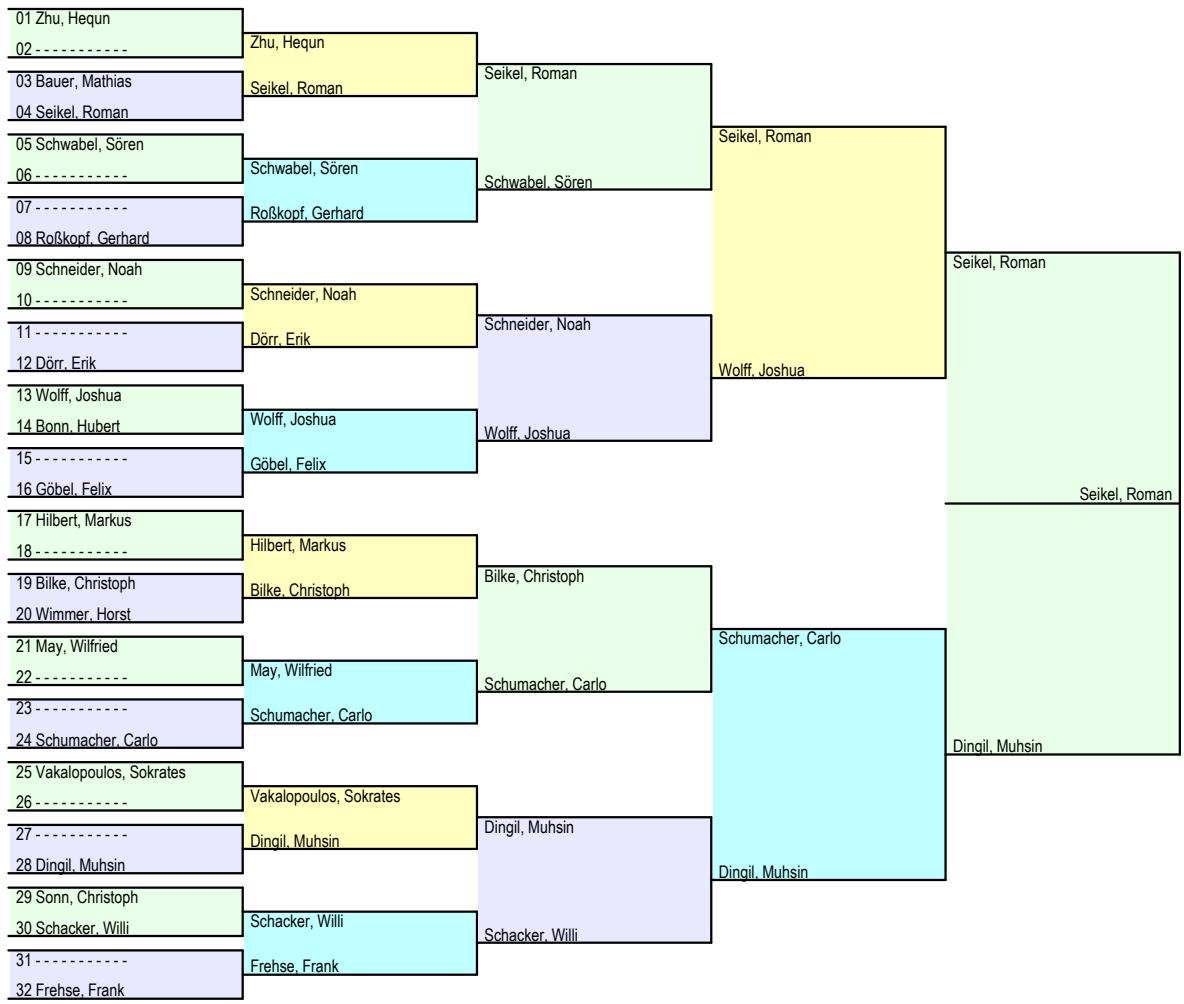 01 Zhu, Hequn
02 - - - - - - - - - - -
03 Bauer, Mathias
04 Seikel, Roman
05 Schwabel, Sören
06 - - - - - - - - - - -
07 - - - - - - - - - - -
08 Roßkopf, Gerhard
09 Schneider, Noah
10 - - - - - - - - - - -
11 - - - - - - - - - - -
12 Dörr, Erik
13 Wolff, Joshua
14 Bonn, Hubert
15 - - - - - - - - - - -
16 Göbel, Felix
17 Hilbert, Markus
18 - - - - - - - - - - -
19 Bilke, Christoph
20 Wimmer, Horst
21 May, Wilfried
22 - - - - - - - - - - -
23 - - - - - - - - - - -
24 Schumacher, Carlo
25 Vakalopoulos, Sokrates
26 - - - - - - - - - - -
27 - - - - - - - - - - -
28 Dingil, Muhsin
29 Sonn, Christoph
30 Schacker, Willi
31 - - - - - - - - - - -
32 Frehse, Frank
Zhu, Hequn
Seikel, Roman
Schwabel, Sören
Roßkopf, Gerhard
Schneider, Noah
Dörr, Erik
Wolff, Joshua
Göbel, Felix
Hilbert, Markus
Bilke, Christoph
May, Wilfried
Schumacher, Carlo
Vakalopoulos, Sokrates
Dingil, Muhsin
Schacker, Willi
Frehse, Frank
Seikel, Roman
Schwabel, Sören
Schneider, Noah
Wolff, Joshua
Bilke, Christoph
Schumacher, Carlo
Dingil, Muhsin
Schacker, Willi
Seikel, Roman
Wolff, Joshua
Schumacher, Carlo
Dingil, Muhsin
Seikel, Roman
Dingil, Muhsin
Seikel, Roman